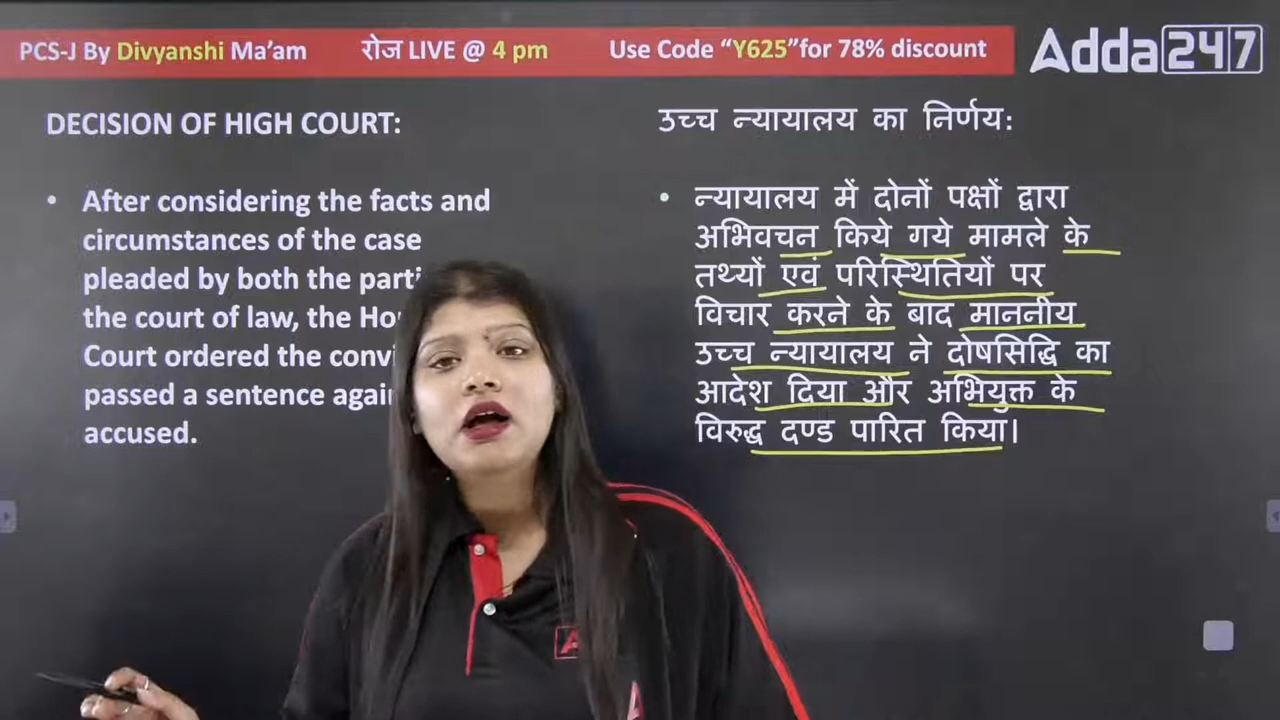 PCS-J By Divyanshi Ma’am रोज LIVE @ 4 pm Use Code “Y625”for 78% discount
Adda247
DECISION OF HIGH COURT:
• After considering the facts and
circumstances of the case
pleaded by both the
the court of law, the
Court ordered the
passed a sentence
accused.
उच्च न्यायालय का निर्णय:
• न्यायालय में दोनों पक्षों द्वारा
अभिवचन किये गये मामले के
तथ्यों एवं परिस्थितियों पर
विचार करने के बाद माननीय
उच्च न्यायालय ने दोषसिद्धि का
आदेश दिया और अभियुक्त के
विरुद्ध दण्ड पारित किया।